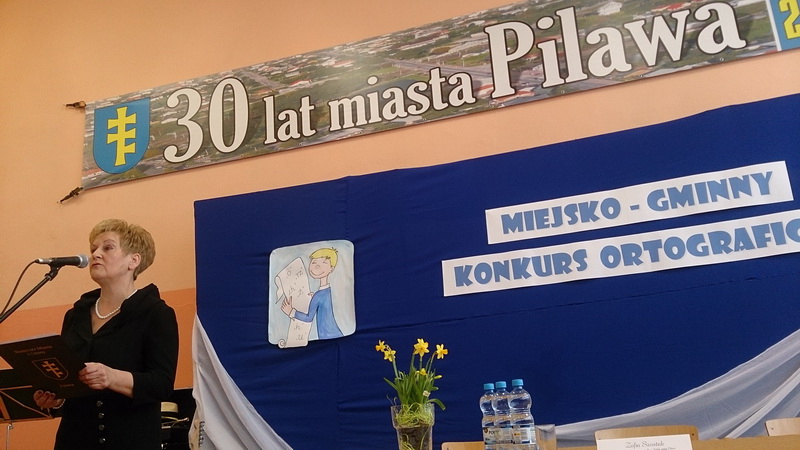 30 lat miasta Pilawa
MIEJSKO - GMINNY
KONKURS ORTOGRAFIC